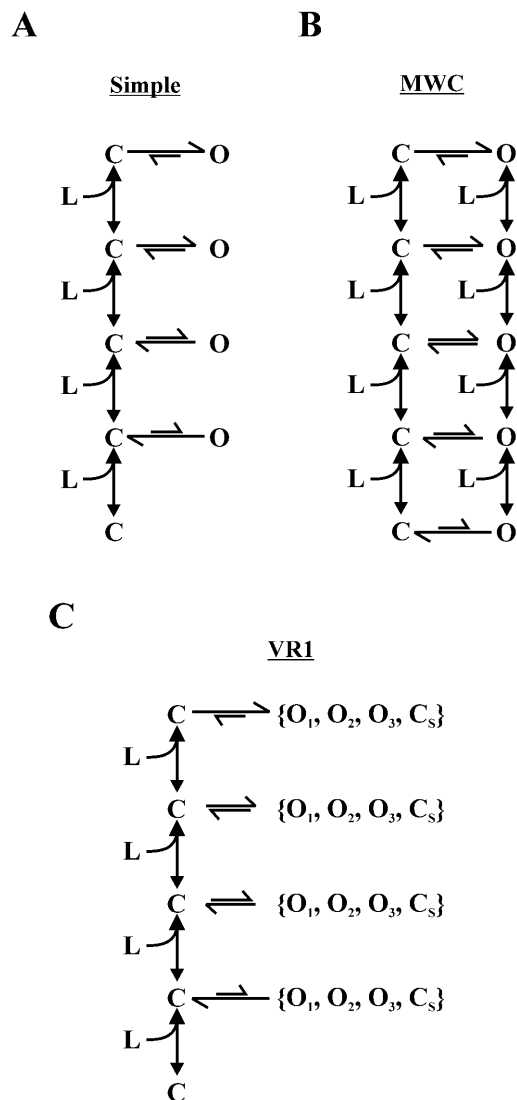 A
B
Simple
MWC
C O
C O
L
L L
C O
C O
L
L L
C O
C O
L
L L
C O
C O
L
L L
C
C O
C
VR1
C {O₁, O₂, O₃, Cₛ}
L
C {O₁, O₂, O₃, Cₛ}
L
C {O₁, O₂, O₃, Cₛ}
L
C {O₁, O₂, O₃, Cₛ}
L
C